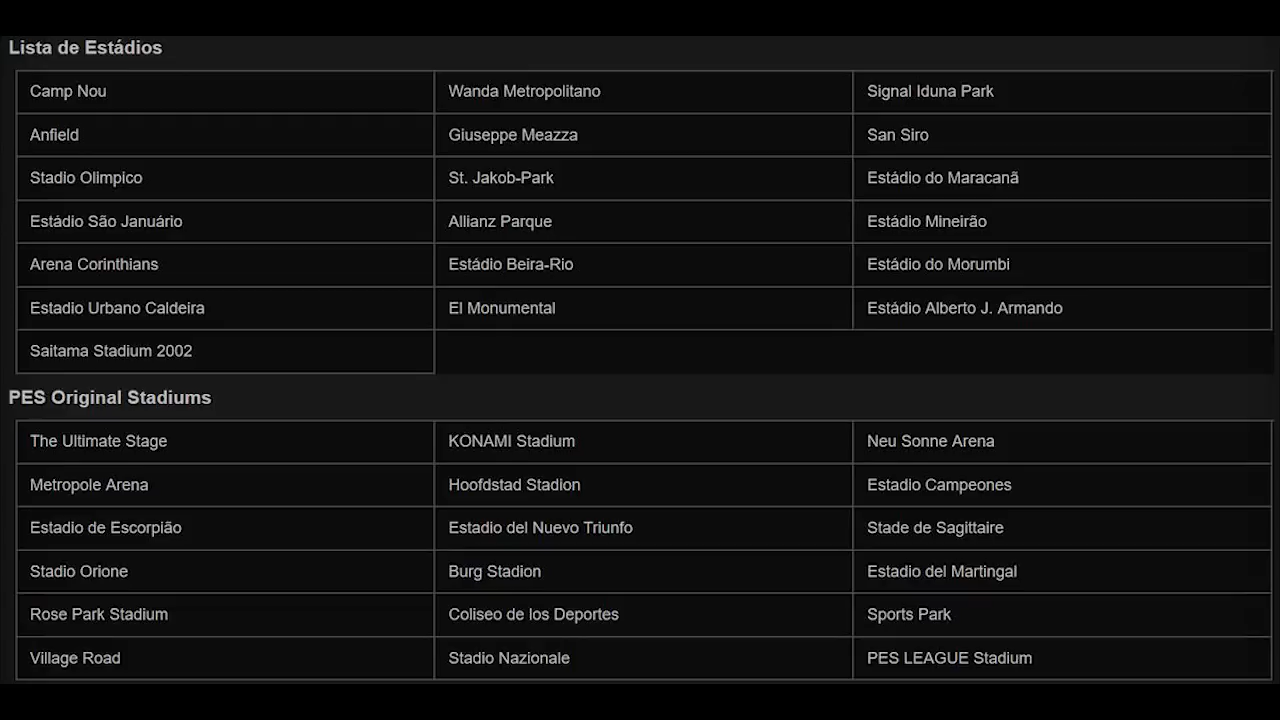 Lista de Estádios
Camp Nou Wanda Metropolitano Signal Iduna Park
Anfield Giuseppe Meazza San Siro
Stadio Olimpico St. Jakob-Park Estádio do Maracanã
Estádio São Januário Allianz Parque Estádio Mineirão
Arena Corinthians Estádio Beira-Rio Estádio do Morumbi
Estadio Urbano Caldeira El Monumental Estádio Alberto J. Armando
Saitama Stadium 2002
PES Original Stadiums
The Ultimate Stage KONAMI Stadium Neu Sonne Arena
Metropole Arena Hoofdstad Stadion Estadio Campeones
Estadio de Escorpião Estadio del Nuevo Triunfo Stade de Sagittaire
Stadio Orione Burg Stadion Estadio del Martingal
Rose Park Stadium Coliseo de los Deportes Sports Park
Village Road Stadio Nazionale PES LEAGUE Stadium